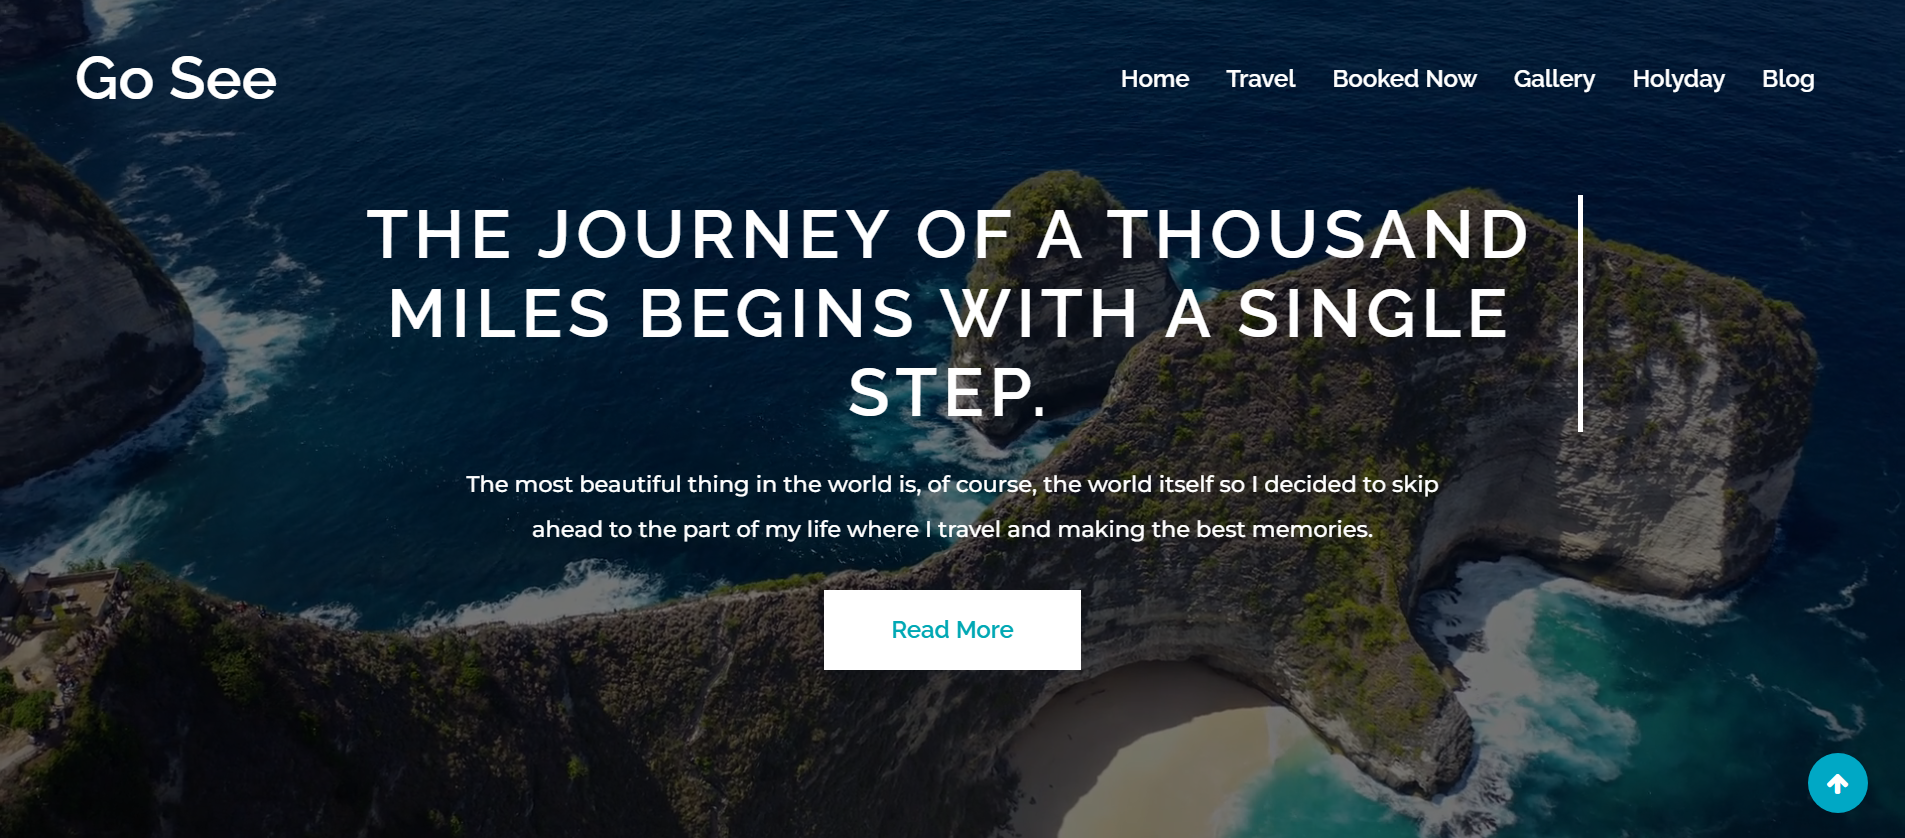 Go See
Home Travel Booked Now Gallery Holyday Blog
THE JOURNEY OF A THOUSAND
MILES BEGINS WITH A SINGLE
STEP.
The most beautiful thing in the world is, of course, the world itself so I decided to skip
ahead to the part of my life where I travel and making the best memories.
Read More